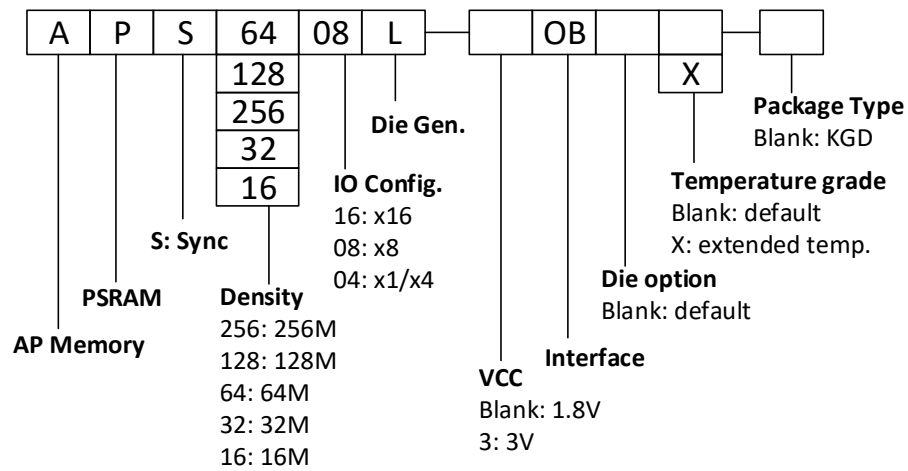 A P S 64 08 L OB
128 X
256
32
16
Package Type
Blank: KGD
Die Gen.
IO Config.
16: x16
08: x8
04: x1/x4
Temperature grade
Blank: default
X: extended temp.
S: Sync
Die option
Blank: default
PSRAM
Density
256: 256M
128: 128M
64: 64M
32: 32M
16: 16M
AP Memory
Interface
VCC
Blank: 1.8V
3: 3V